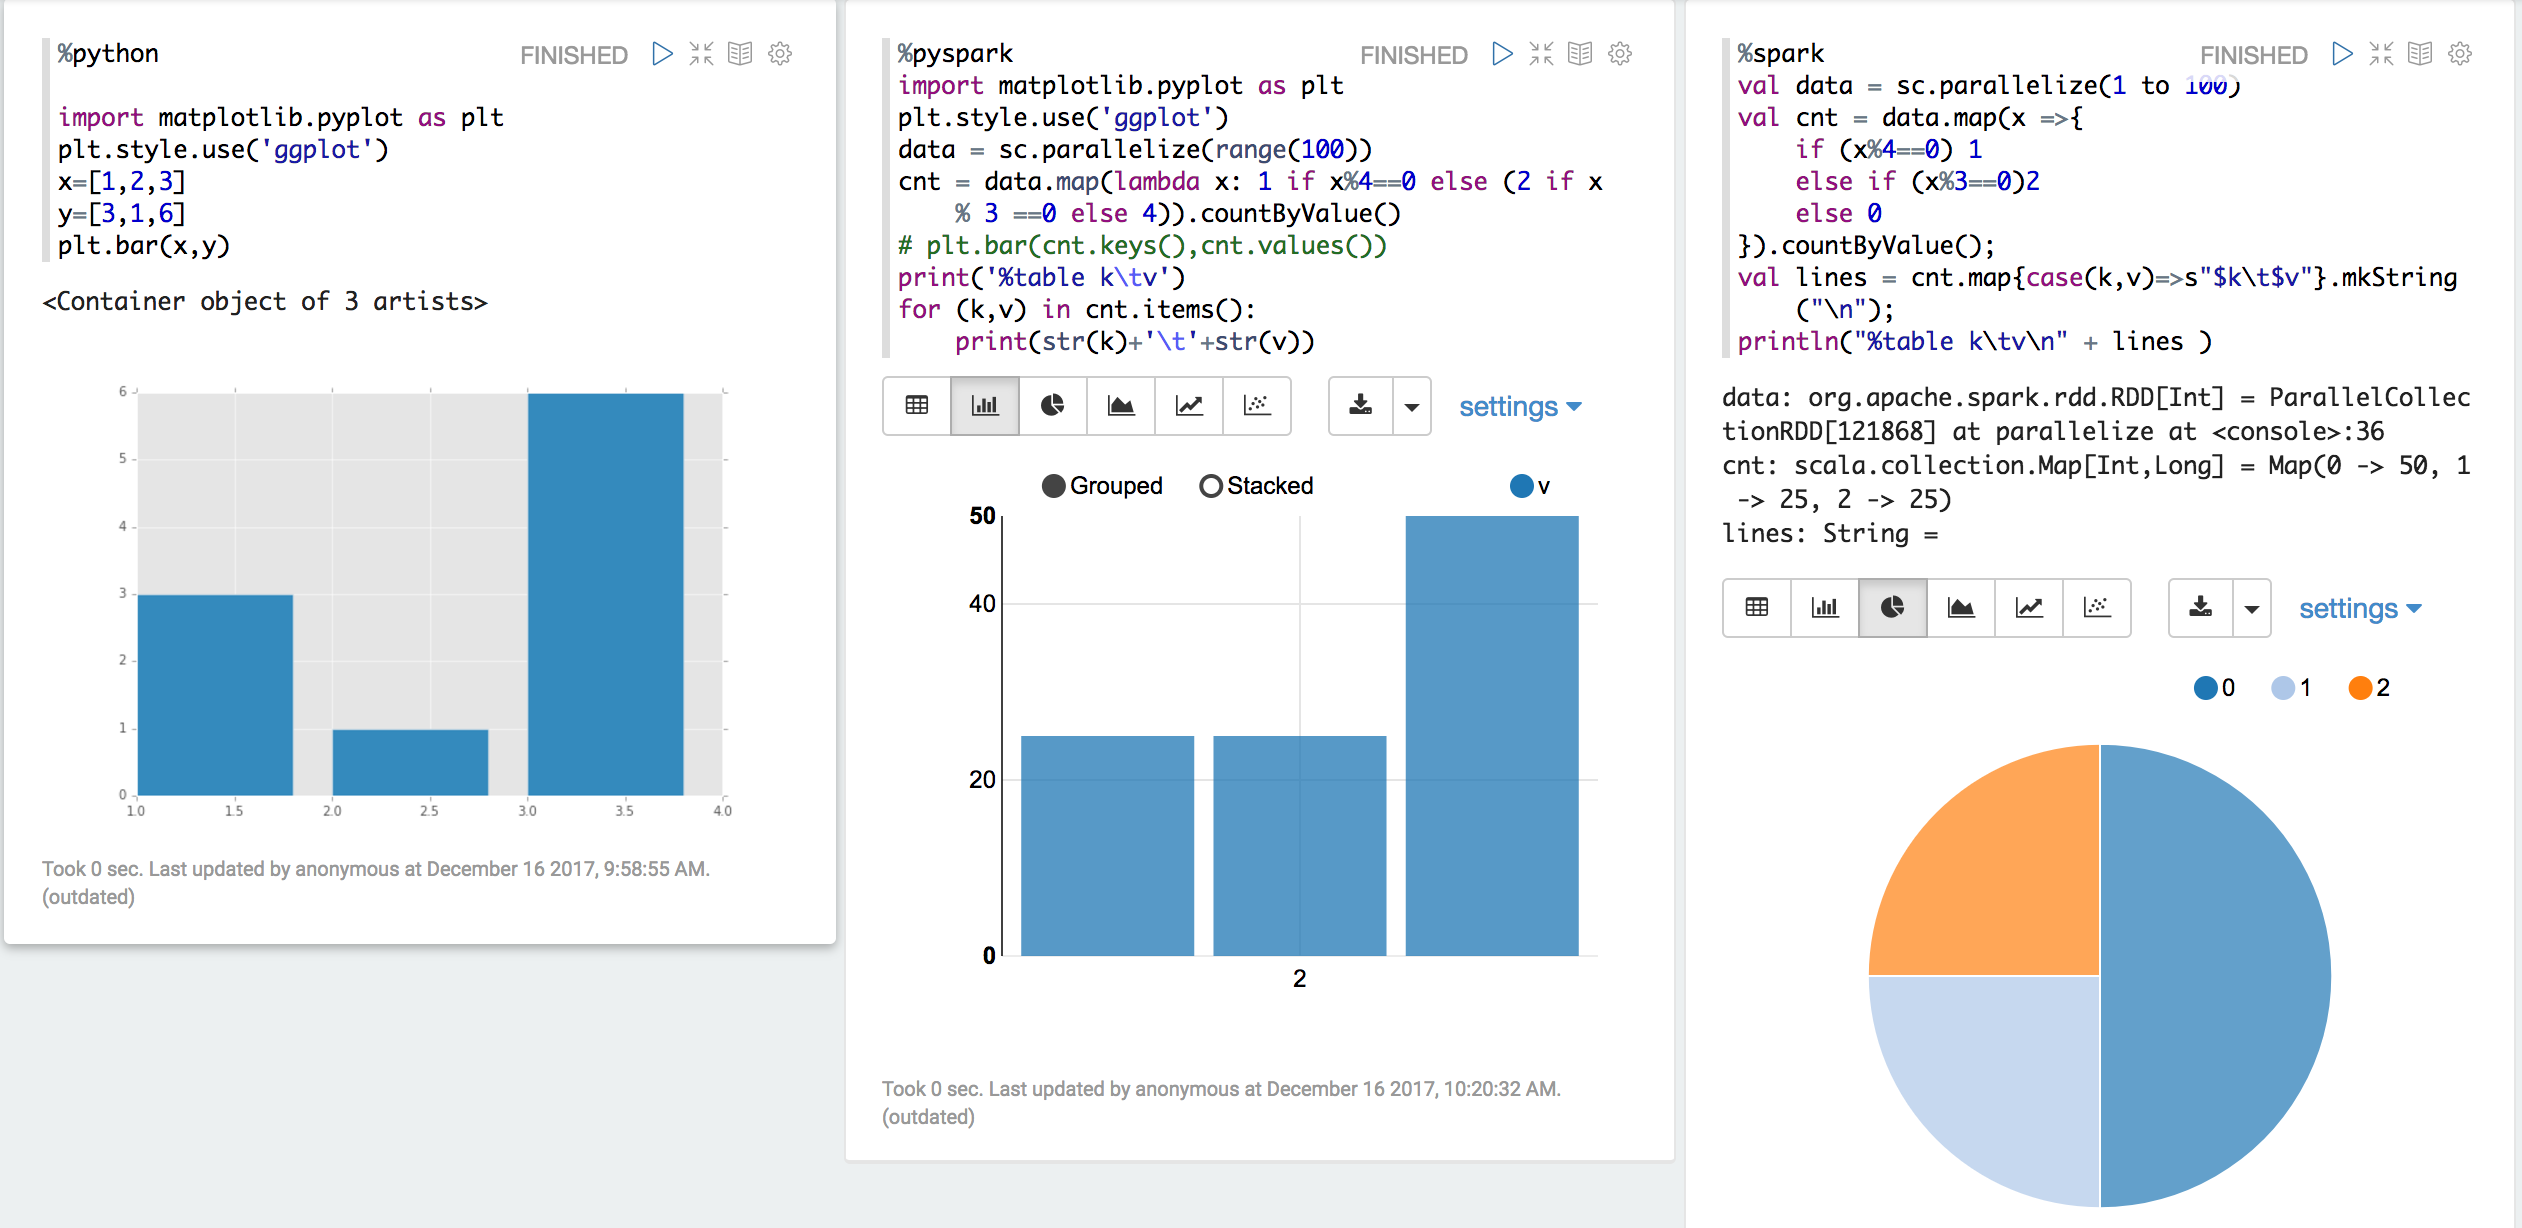 %python
FINISHED
import matplotlib.pyplot as plt
plt.style.use('ggplot')
x=[1,2,3]
y=[3,1,6]
plt.bar(x,y)
<Container object of 3 artists>
6
5
4
3
2
1
0
1.0 1.5 2.0 2.5 3.0 3.5 4.0
Took 0 sec. Last updated by anonymous at December 16 2017, 9:58:55 AM.
(outdated)
%pyspark
FINISHED
import matplotlib.pyplot as plt
plt.style.use('ggplot')
data = sc.parallelize(range(100))
cnt = data.map(lambda x: 1 if x%4==0 else (2 if x
% 3 ==0 else 4)).countByValue()
# plt.bar(cnt.keys(),cnt.values())
print('%table k\tv')
for (k,v) in cnt.items():
print(str(k)+'\t'+str(v))
settings
Grouped Stacked v
50
40
20
0
2
Took 0 sec. Last updated by anonymous at December 16 2017, 10:20:32 AM.
(outdated)
%spark
FINISHED
val data = sc.parallelize(1 to 100)
val cnt = data.map(x =>{
if (x%4==0) 1
else if (x%3==0)2
else 0
}).countByValue();
val lines = cnt.map{case(k,v)=>s"$k\t$v"}.mkString
("\n");
println("%table k\tv\n" + lines )
data: org.apache.spark.rdd.RDD[Int] = ParallelCollec
tionRDD[121868] at parallelize at <console>:36
cnt: scala.collection.Map[Int,Long] = Map(0 -> 50, 1
-> 25, 2 -> 25)
lines: String =
settings
0 1 2